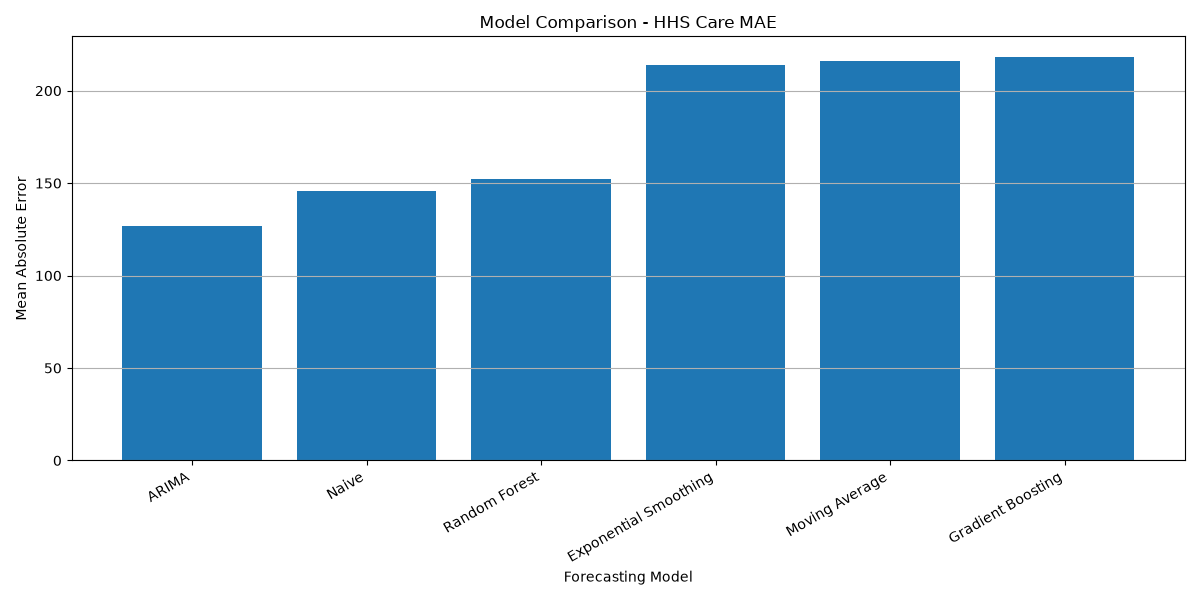 Model Comparison - HHS Care MAE
Mean Absolute Error
200
150
100
50
0
ARIMA
Naive
Random Forest
Exponential Smoothing
Moving Average
Gradient Boosting
Forecasting Model